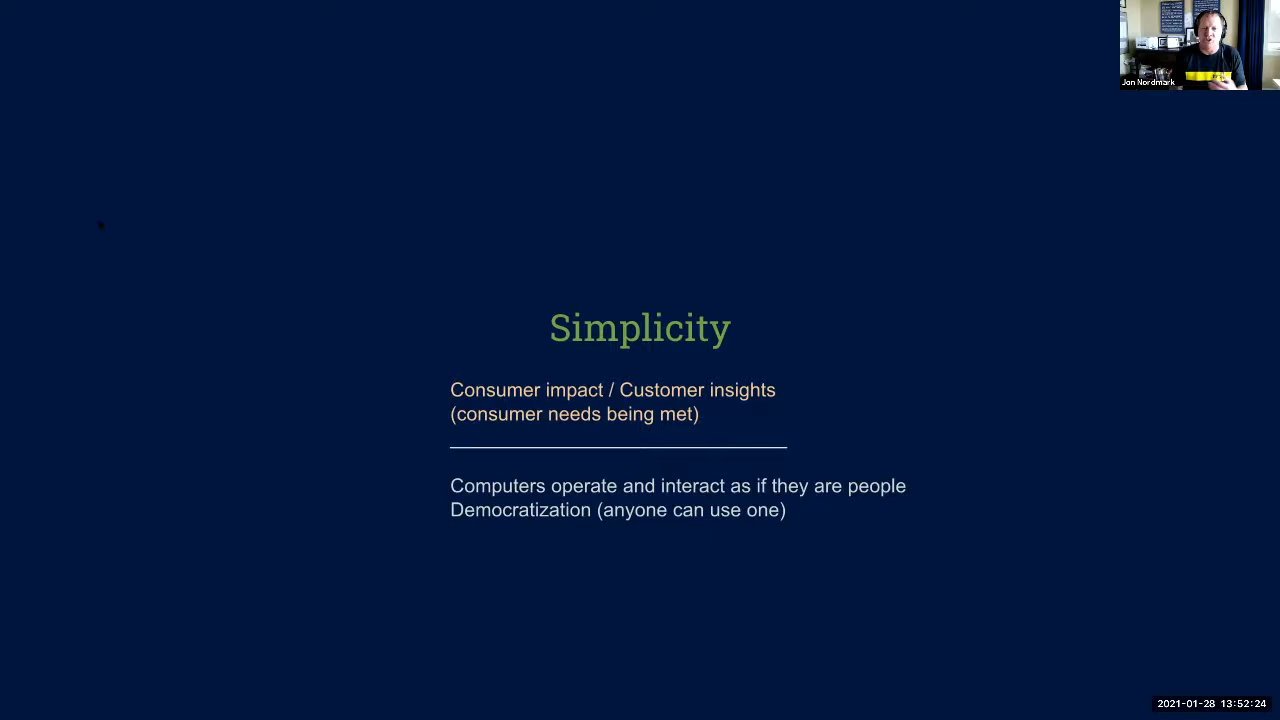 Jon Nordmark
Simplicity
Consumer impact / Customer insights
(consumer needs being met)
Computers operate and interact as if they are people
Democratization (anyone can use one)
2021-01-28 13:52:24